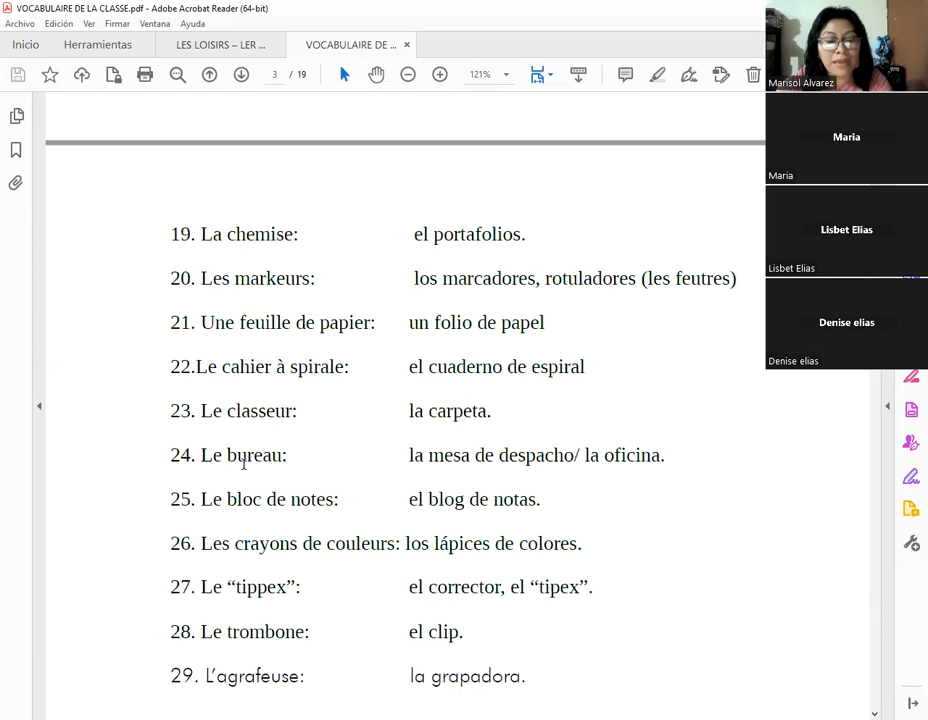 VOCABULAIRE DE LA CLASSE.pdf - Adobe Acrobat Reader (64-bit)
Archivo Edición Ver Firmar Ventana Ayuda
Inicio Herramientas LES LOISIRS – LER ... VOCABULAIRE DE ... ×
3 / 19 121%
19. La chemise: el portafolios.
20. Les markeurs: los marcadores, rotuladores (les feutres)
21. Une feuille de papier: un folio de papel
22.Le cahier à spirale: el cuaderno de espiral
23. Le classeur: la carpeta.
24. Le bureau: la mesa de despacho/ la oficina.
25. Le bloc de notes: el blog de notas.
26. Les crayons de couleurs: los lápices de colores.
27. Le “tippex”: el corrector, el “tipex”.
28. Le trombone: el clip.
29. L’agrafeuse: la grapadora.
Marisol Alvarez
Maria
Maria
Lisbet Elias
Lisbet Elias
Denise elias
Denise elias